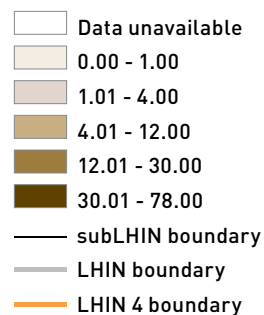 Data unavailable
0.00 - 1.00
1.01 - 4.00
4.01 - 12.00
12.01 - 30.00
30.01 - 78.00
subLHIN boundary
LHIN boundary
LHIN 4 boundary